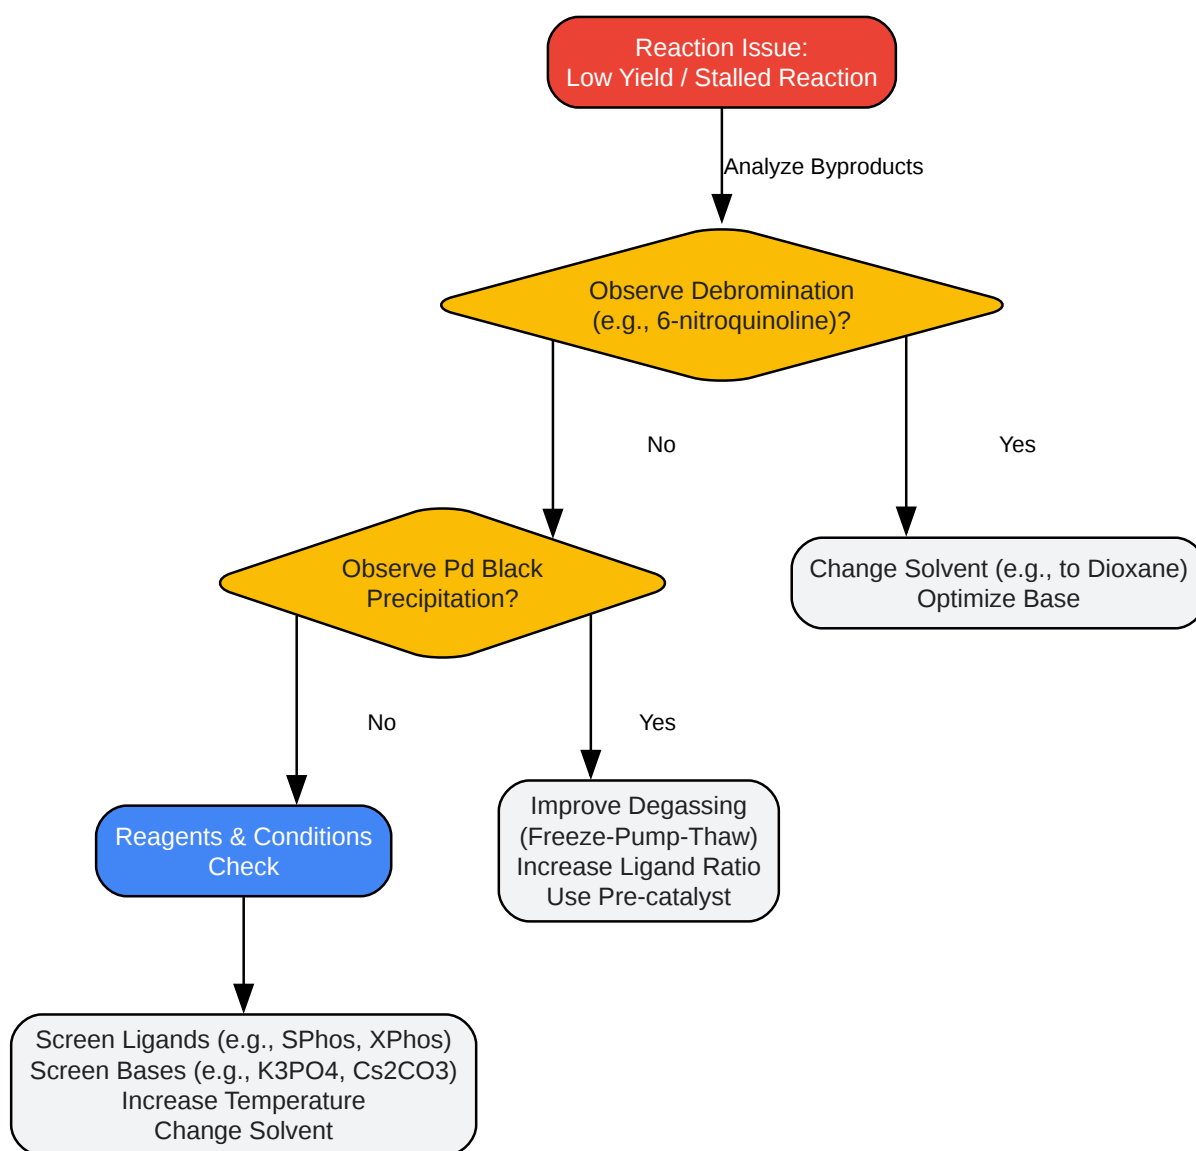 Reaction Issue:
Low Yield / Stalled Reaction
Analyze Byproducts
Observe Debromination
(e.g., 6-nitroquinoline)?
No
Yes
Observe Pd Black
Precipitation?
Change Solvent (e.g., to Dioxane)
Optimize Base
No
Yes
Reagents & Conditions
Check
Improve Degassing
(Freeze-Pump-Thaw)
Increase Ligand Ratio
Use Pre-catalyst
Screen Ligands (e.g., SPhos, XPhos)
Screen Bases (e.g., K3PO4, Cs2CO3)
Increase Temperature
Change Solvent